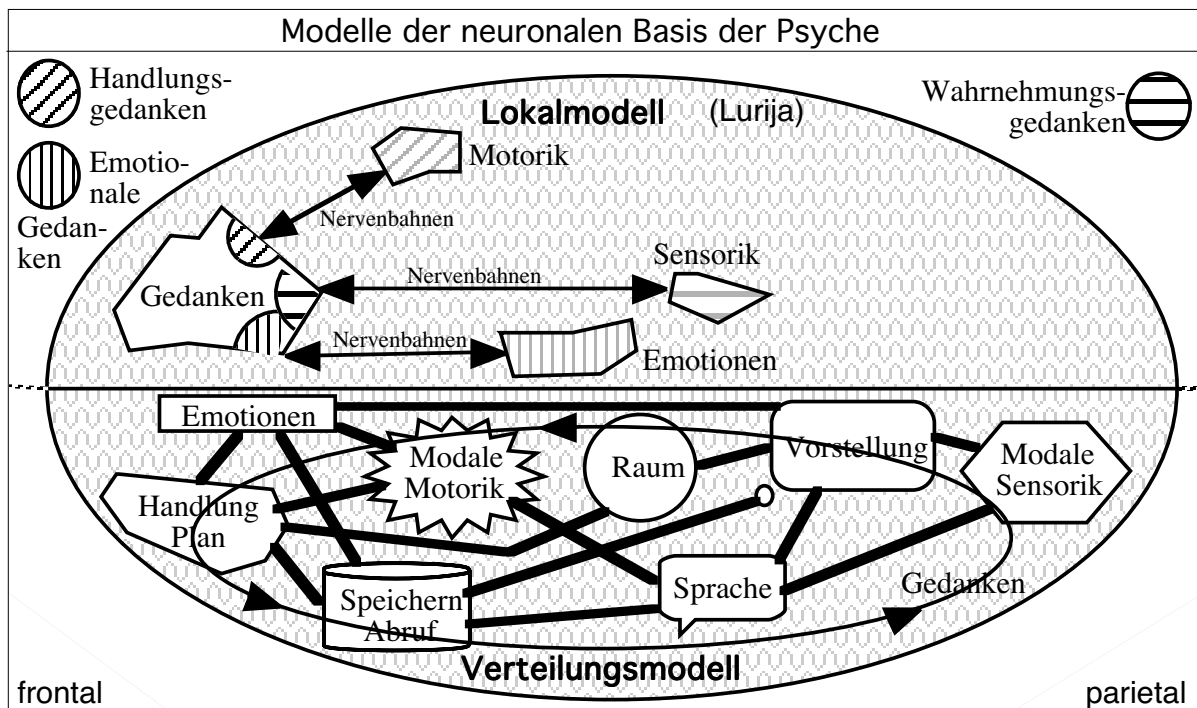 Modelle der neuronalen Basis der Psyche
Handlungs-
gedanken
Emotio-
nale
Gedan-
ken
Lokalmodell (Lurija)
Wahrnehmungs-
gedanken
Motorik
Nervenbahnen
Gedanken
Nervenbahnen
Sensorik
Nervenbahnen
Emotionen
Emotionen
Modale
Motorik
Raum
Vorstellung
Modale
Sensorik
Handlung
Plan
Speichern
Abruf
Sprache
Gedanken
Verteilungsmodell
frontal
parietal